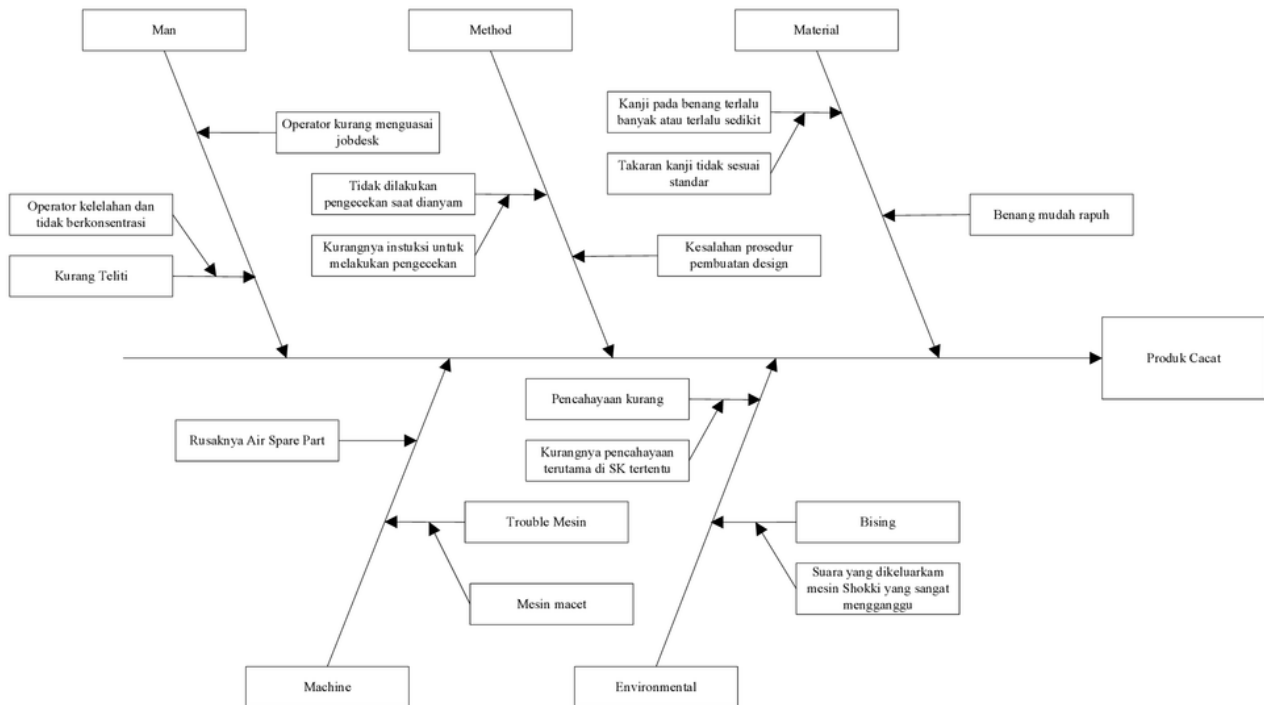 Man
Method
Material
Kanji pada benang terlalu
banyak atau terlalu sedikit
Operator kurang menguasai
jobdesk
Takaran kanji tidak sesuai
standar
Tidak dilakukan
pengecekan saat dianyam
Operator kelelahan dan
tidak berkonsentrasi
Benang mudah rapuh
Kurangnya instuksi untuk
melakukan pengecekan
Kesalahan prosedur
pembuatan design
Kurang Teliti
Produk Cacat
Pencahayaan kurang
Rusaknya Air Spare Part
Kurangnya pencahayaan
terutama di SK tertentu
Trouble Mesin
Bising
Suara yang dikeluarkam
mesin Shokki yang sangat
mengganggu
Mesin macet
Machine
Environmental